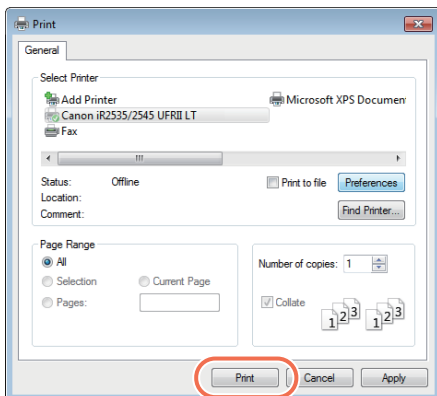 Print
General
Select Printer
Add Printer
Microsoft XPS Documen
Canon iR2535/2545 UFRII LT
Fax
Status: Offline
Print to file
Preferences
Location:
Comment:
Find Printer...
Page Range
All
Selection
Current Page
Pages:
Number of copies: 1
Collate
1 2 3 1 2 3
Print
Cancel
Apply